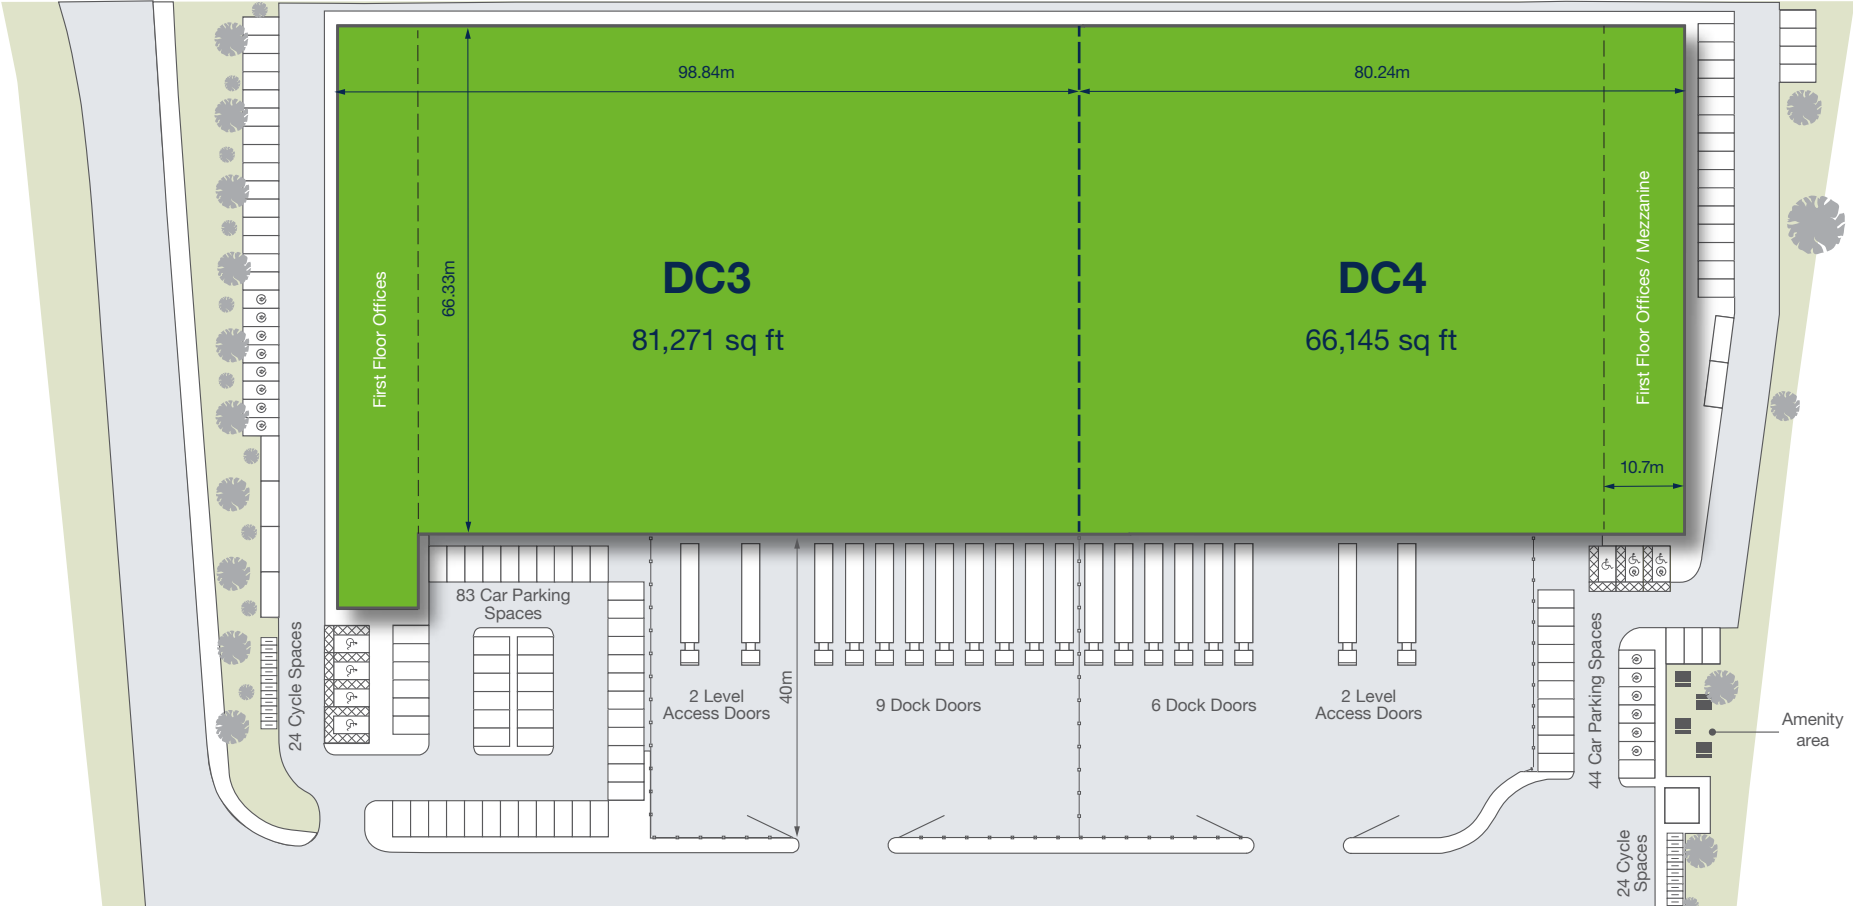 98.84m
80.24m
66.33m
First Floor Offices
DC3
81,271 sq ft
DC4
66,145 sq ft
First Floor Offices / Mezzanine
10.7m
83 Car Parking
Spaces
24 Cycle Spaces
2 Level
Access Doors
40m
9 Dock Doors
6 Dock Doors
2 Level
Access Doors
44 Car Parking Spaces
Amenity
area
24 Cycle
Spaces